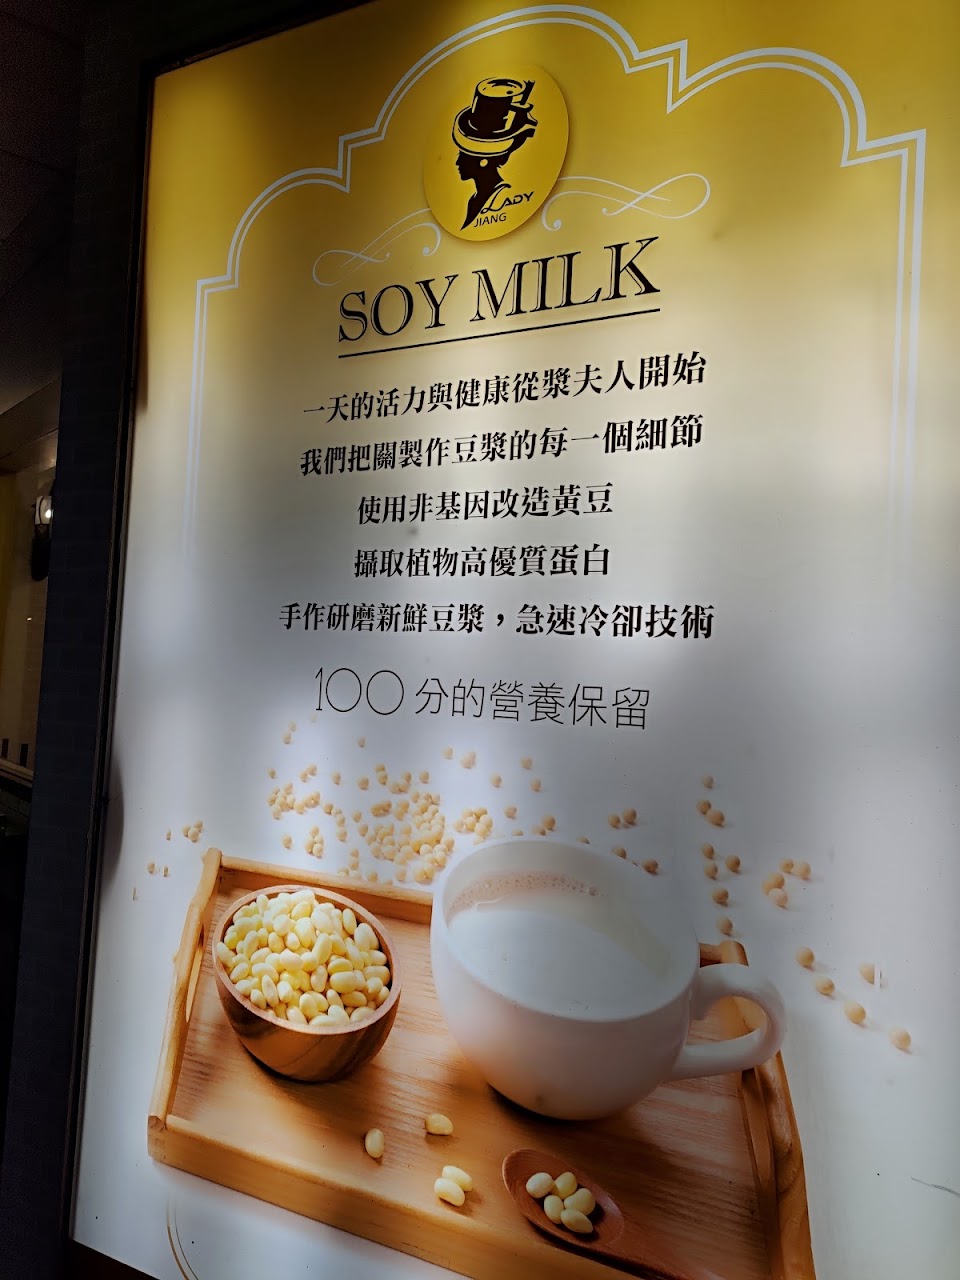 LADY
JIANG
SOY MILK
一天的活力與健康從漿夫人開始
我們把關製作豆漿的每一個細節
使用非基因改造黃豆
攝取植物高優質蛋白
手作研磨新鮮豆漿，急速冷卻技術
100分的營養保留